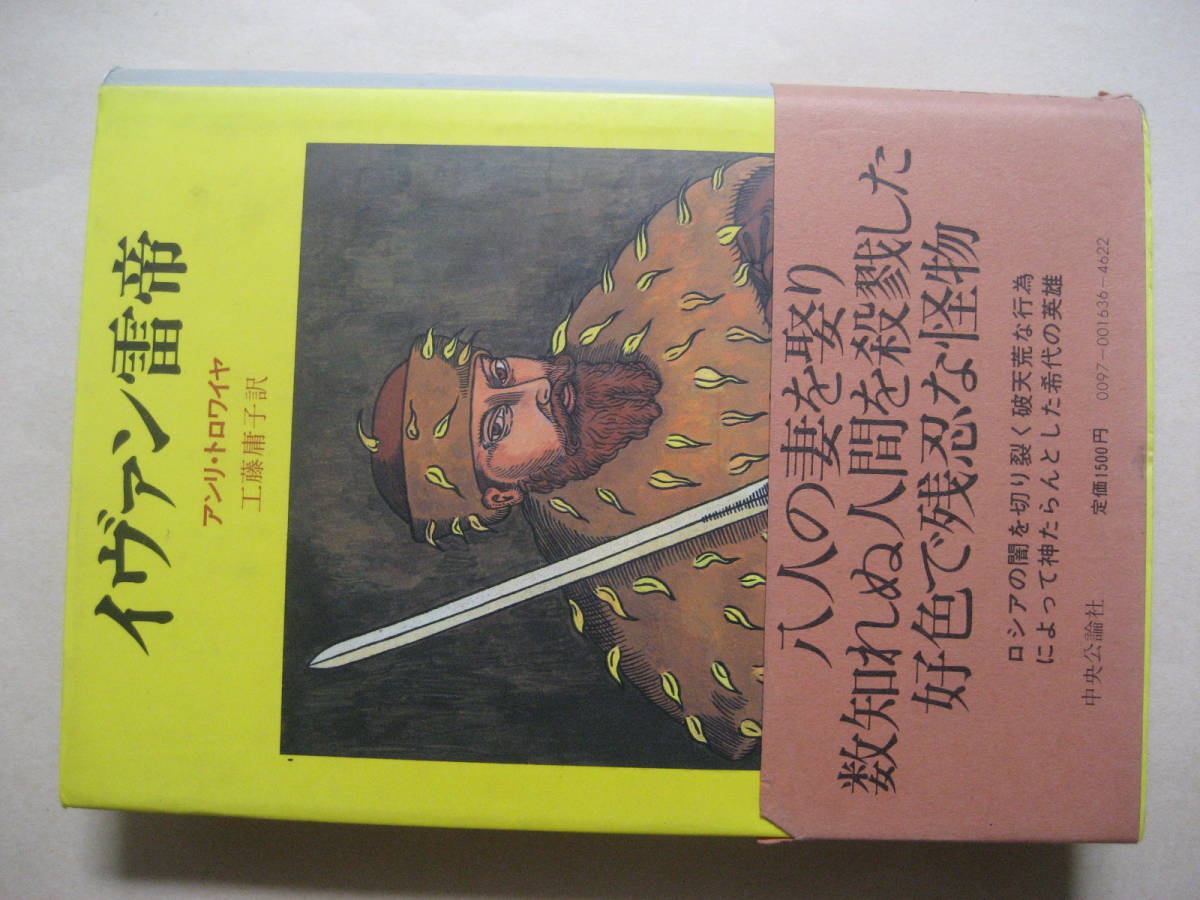 イヴァン雷帝
アンリ・トロワイヤ
工藤庸子訳
八人の妻を娶り
数知れぬ人間を殺戮した
好色で残忍な怪物
ロシアの闇を切り裂く破天荒な行為
によって神たらんとした希代の英雄
中央公論社
定価1500円
0097-001636-4622